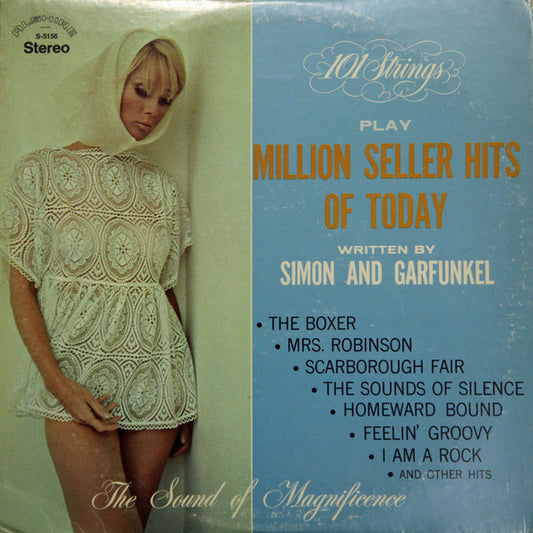 ALSHIRE
S-5156
Stereo
101 Strings
PLAY
MILLION SELLER HITS
OF TODAY
WRITTEN BY
SIMON AND GARFUNKEL
• THE BOXER
• MRS. ROBINSON
• SCARBOROUGH FAIR
• THE SOUNDS OF SILENCE
• HOMEWARD BOUND
• FEELIN' GROOVY
• I AM A ROCK
• AND OTHER HITS
The Sound of Magnificence